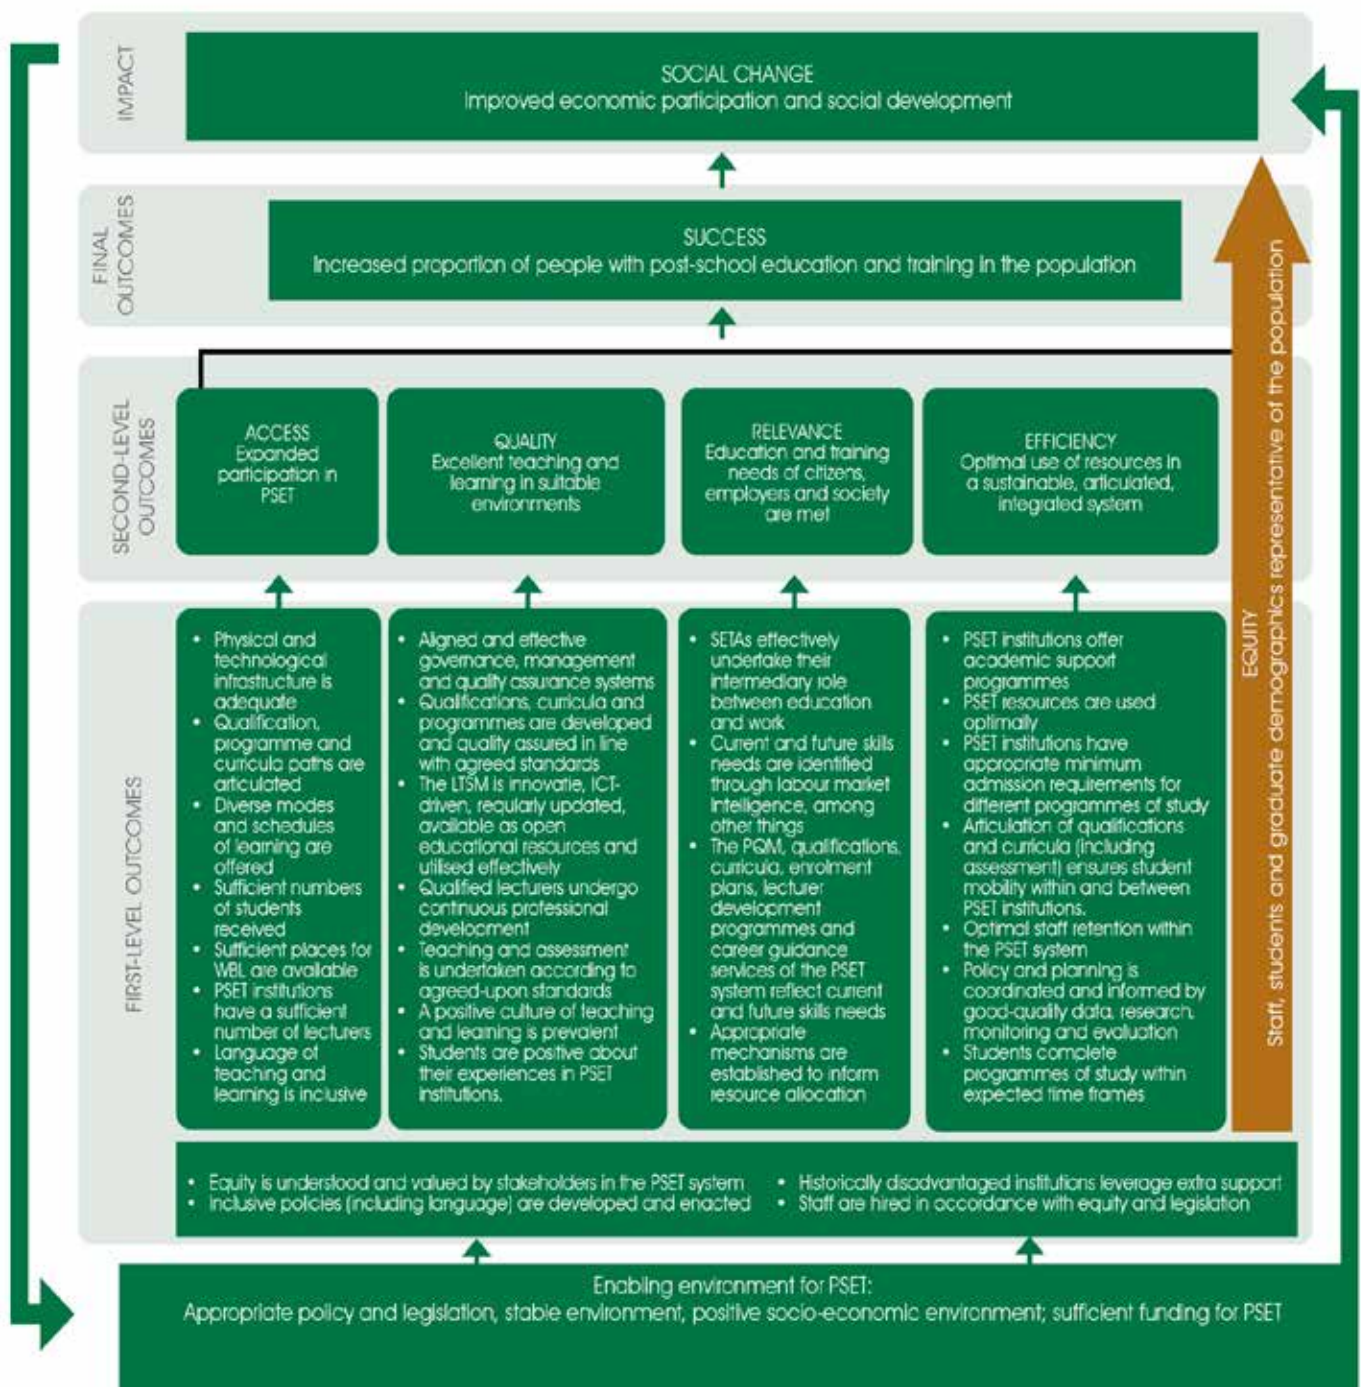 IMPACT
SOCIAL CHANGE
Improved economic participation and social development
FINAL
OUTCOMES
SUCCESS
Increased proportion of people with post-school education and training in the population
SECOND-LEVEL
OUTCOMES
ACCESS
Expanded
participation in
PSET
QUALITY
Excellent teaching and
learning in suitable
environments
RELEVANCE
Education and training
needs of citizens,
employers and society
are met
EFFICIENCY
Optimal use of resources in
a sustainable, articulated,
integrated system
FIRST-LEVEL OUTCOMES
• Physical and
technological
infrastructure is
adequate
• Qualification,
programme and
curricula paths are
articulated
• Diverse modes
and schedules
of learning are
offered
• Sufficient numbers
of students
received
• Sufficient places for
WBL are available
• PSET institutions
have a sufficient
number of lecturers
• Language of
teaching and
learning is inclusive
• Aligned and effective
governance, management
and quality assurance systems
• Qualifications, curricula and
programmes are developed
and quality assured in line
with agreed standards
• The LTSM is innovatie, ICT-
driven, regularly updated,
available as open
educational resources and
utilised effectively
• Qualified lecturers undergo
continuous professional
development
• Teaching and assessment
is undertaken according to
agreed-upon standards
• A positive culture of teaching
and learning is prevalent
• Students are positive about
their experiences in PSET
institutions.
• SETAs effectively
undertake their
intermediary role
between education
and work
• Current and future skills
needs are identified
through labour market
intelligence, among
other things
• The PQM, qualifications,
curricula, enrolment
plans, lecturer
development
programmes and
career guidance
services of the PSET
system reflect current
and future skills needs
• Appropriate
mechanisms are
established to inform
resource allocation
• PSET institutions offer
academic support
programmes
• PSET resources are used
optimally
• PSET institutions have
appropriate minimum
admission requirements for
different programmes of study
• Articulation of qualifications
and curricula (including
assessment) ensures student
mobility within and between
PSET institutions.
• Optimal staff retention within
the PSET system
• Policy and planning is
coordinated and informed by
good-quality data, research,
monitoring and evaluation
• Students complete
programmes of study within
expected time frames
EQUITY
Staff, students and graduate demographics representative of the population
• Equity is understood and valued by stakeholders in the PSET system
• Inclusive policies (including language) are developed and enacted
• Historically disadvantaged institutions leverage extra support
• Staff are hired in accordance with equity and legislation
Enabling environment for PSET:
Appropriate policy and legislation, stable environment, positive socio-economic environment; sufficient funding for PSET